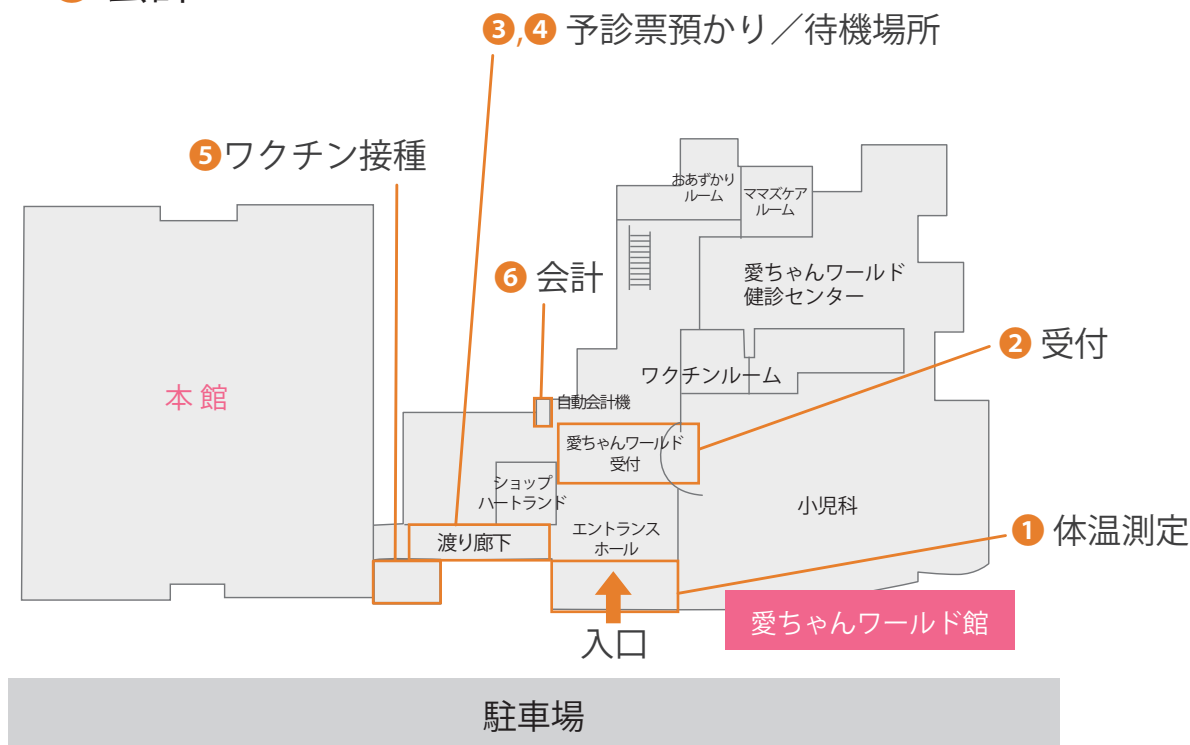 ❸,❹ 予診票預かり／待機場所
❺ワクチン接種
おあずかり
ルーム
ママズケア
ルーム
❻ 会計
愛ちゃんワールド
健診センター
❷ 受付
ワクチンルーム
本 館
自動会計機
愛ちゃんワールド
受付
ショップ
ハートランド
小児科
エントランス
ホール
渡り廊下
❶ 体温測定
入口
愛ちゃんワールド館
駐車場